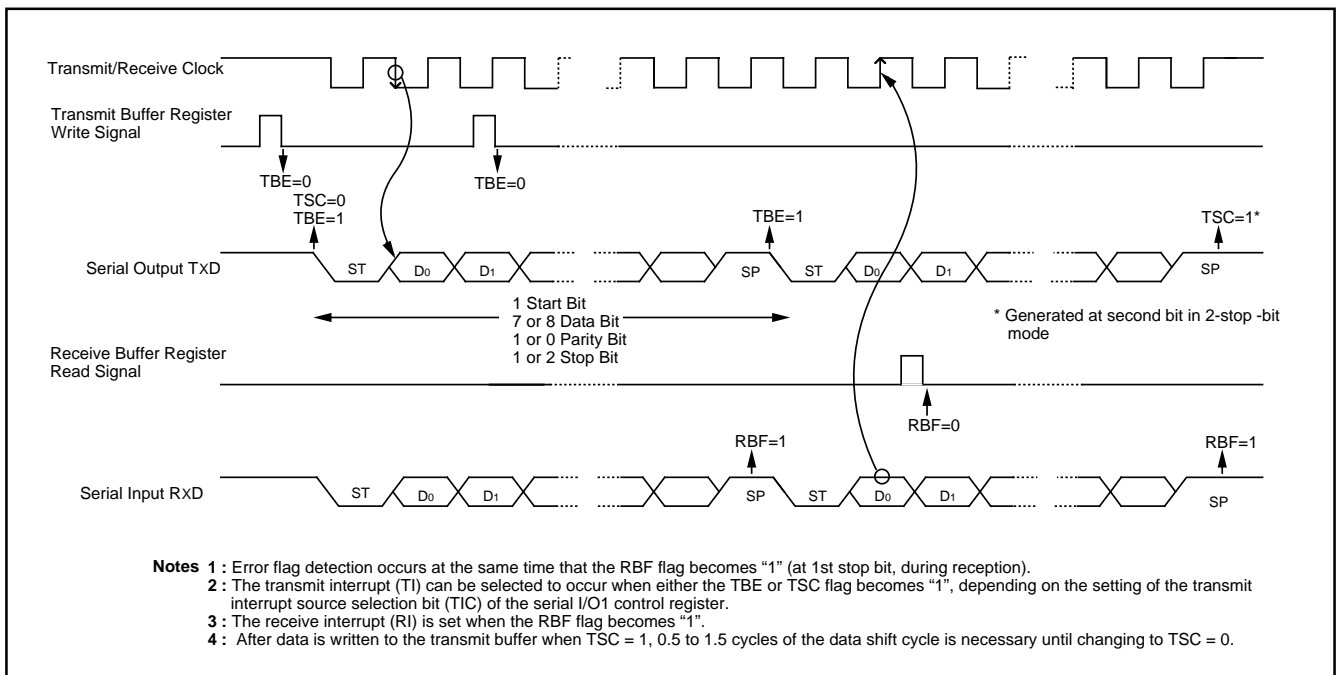 Transmit/Receive Clock
Transmit Buffer Register
Write Signal
TBE=0
TSC=0
TBE=1
TBE=0
TBE=1
TSC=1*
Serial Output TXD
ST
D0
D1
SP
ST
D0
D1
SP
1 Start Bit
7 or 8 Data Bit
1 or 0 Parity Bit
1 or 2 Stop Bit
* Generated at second bit in 2-stop -bit
mode
Receive Buffer Register
Read Signal
RBF=0
RBF=1
RBF=1
Serial Input RXD
ST
D0
D1
SP
ST
D0
D1
SP
Notes 1 : Error flag detection occurs at the same time that the RBF flag becomes “1” (at 1st stop bit, during reception).
2 : The transmit interrupt (TI) can be selected to occur when either the TBE or TSC flag becomes “1”, depending on the setting of the transmit
interrupt source selection bit (TIC) of the serial I/O1 control register.
3 : The receive interrupt (RI) is set when the RBF flag becomes “1”.
4 : After data is written to the transmit buffer when TSC = 1, 0.5 to 1.5 cycles of the data shift cycle is necessary until changing to TSC = 0.